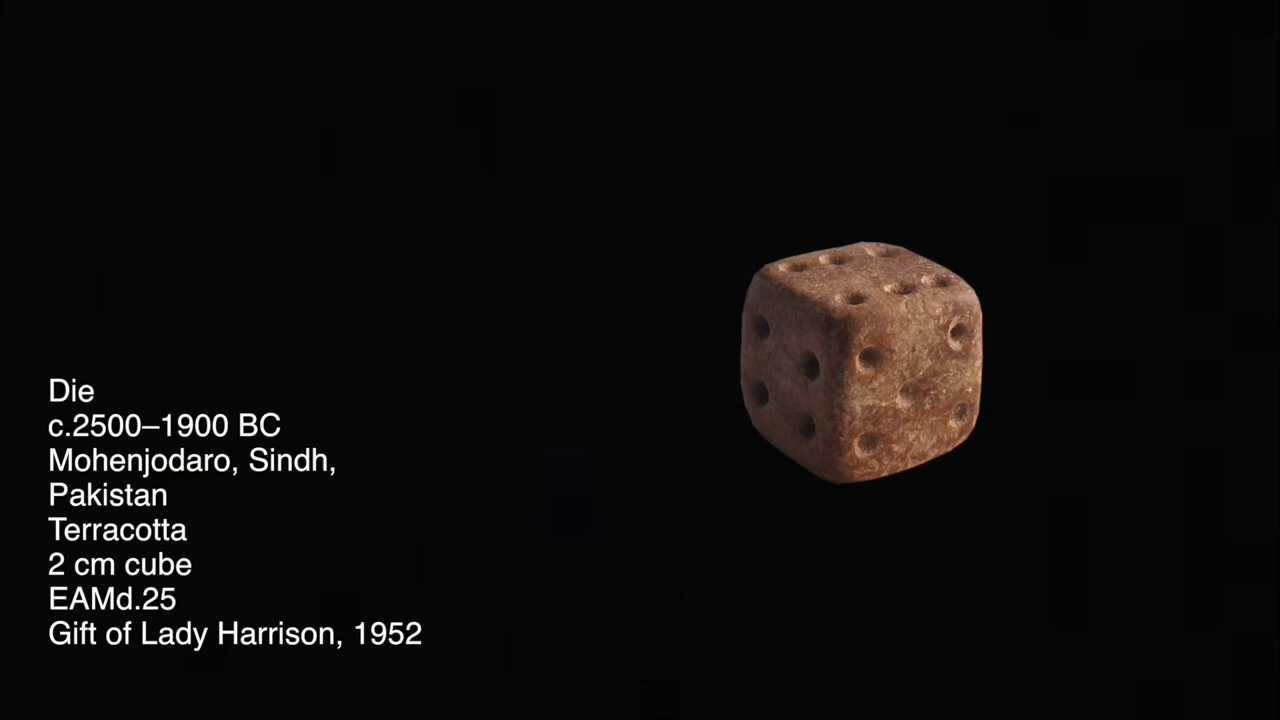 Die
c.2500–1900 BC
Mohenjodaro, Sindh,
Pakistan
Terracotta
2 cm cube
EAMd.25
Gift of Lady Harrison, 1952